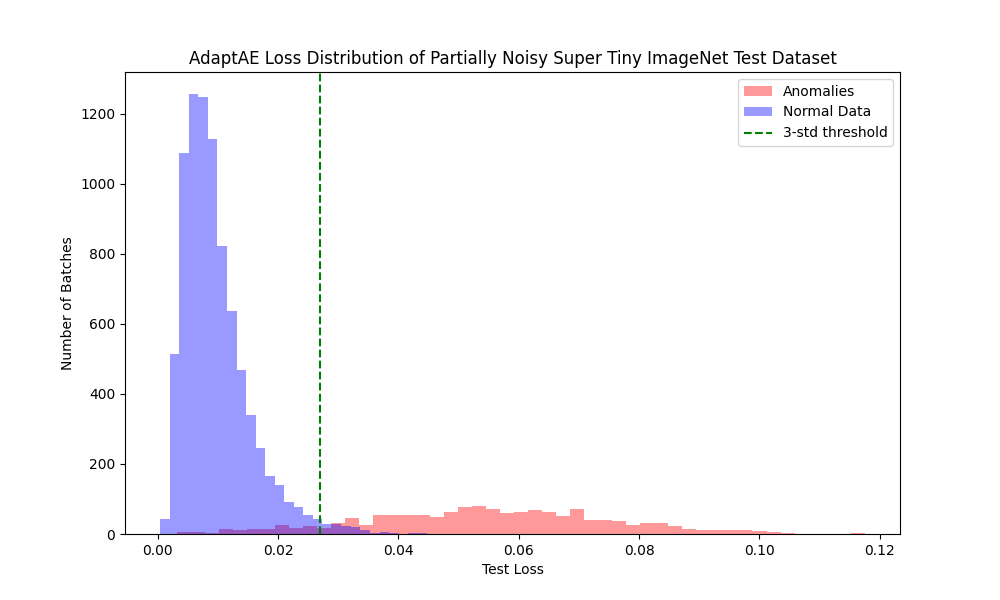 AdaptAE Loss Distribution of Partially Noisy Super Tiny ImageNet Test Dataset
Anomalies
Normal Data
3-std threshold
Number of Batches
1200
1000
800
600
400
200
0
0.00
0.02
0.04
0.06
0.08
0.10
0.12
Test Loss